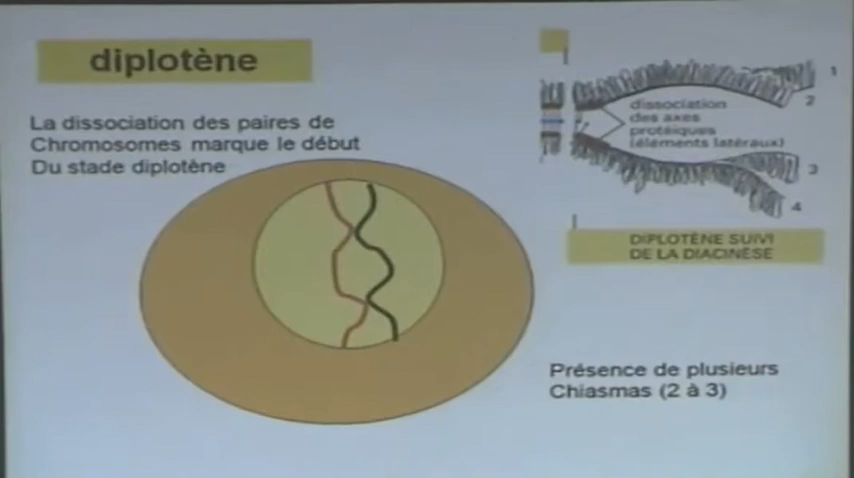 diplotène
La dissociation des paires de
Chromosomes marque le début
Du stade diplotène
dissociation
des axes
protéiques
(éléments latéraux)
1
2
3
4
DIPLOTÈNE SUIVI
DE LA DIACINÈSE
Présence de plusieurs
Chiasmas (2 à 3)